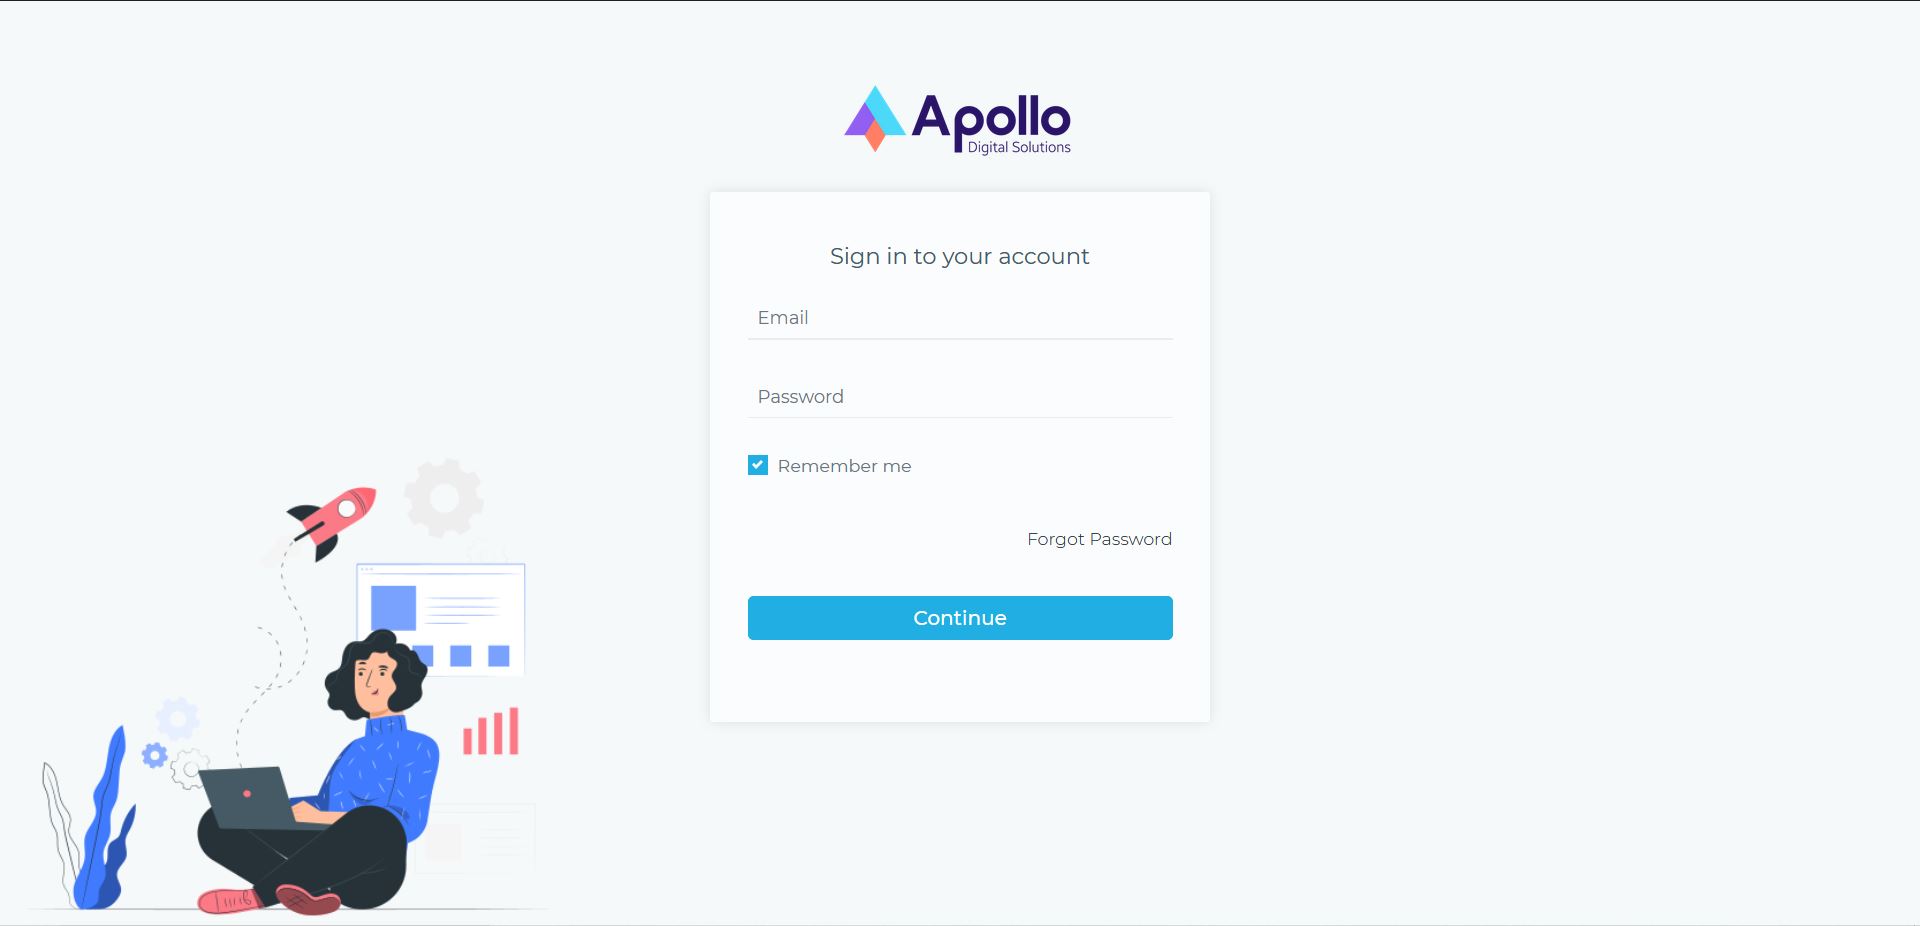 Apollo
Digital Solutions
Sign in to your account
Email
Password
Remember me
Forgot Password
Continue